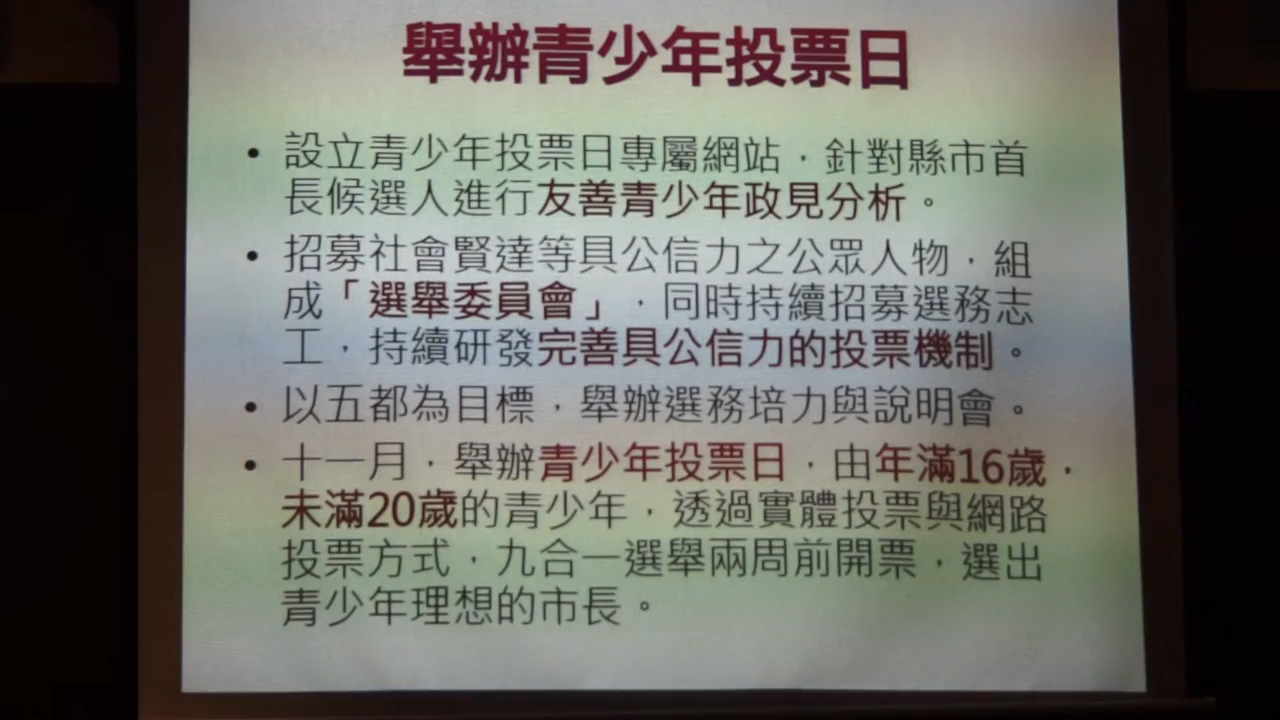 舉辦青少年投票日
• 設立青少年投票日專屬網站，針對縣市首
長候選人進行友善青少年政見分析。
• 招募社會賢達等具公信力之公眾人物，組
成「選舉委員會」，同時持續招募選務志
工，持續研發完善具公信力的投票機制。
• 以五都為目標，舉辦選務培力與說明會。
• 十一月，舉辦青少年投票日，由年滿16歲，
未滿20歲的青少年，透過實體投票與網路
投票方式，九合一選舉兩周前開票，選出
青少年理想的市長。